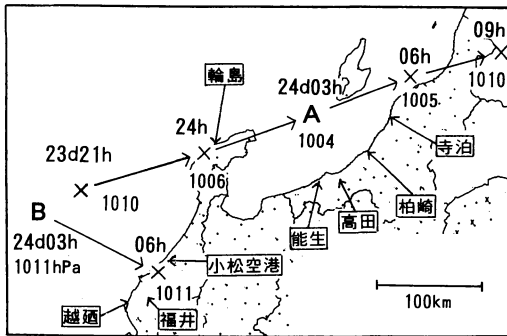 09h
輪島
06h
1010
24d03h
A
24h
1005
1004
23d21h
寺泊
1006
1010
柏崎
B
高田
能生
24d03h
06h
小松空港
1011hPa
1011
100km
越廼
福井